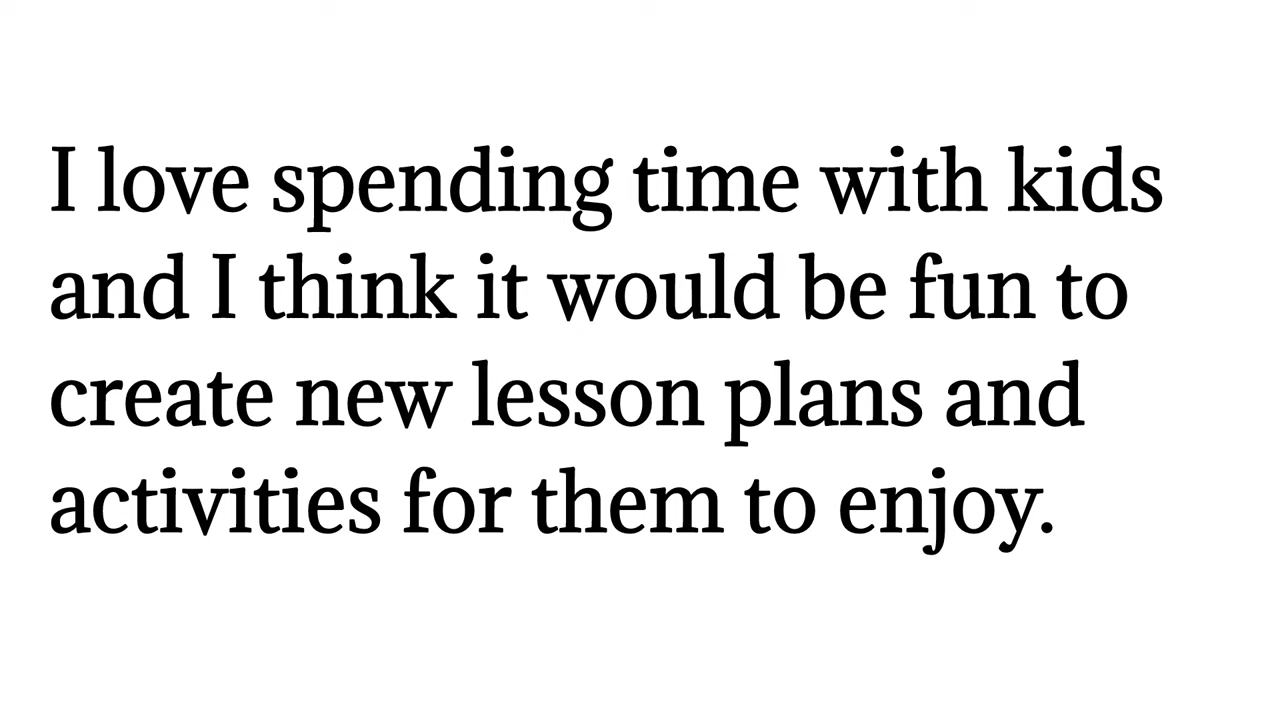 I love spending time with kids
and I think it would be fun to
create new lesson plans and
activities for them to enjoy.